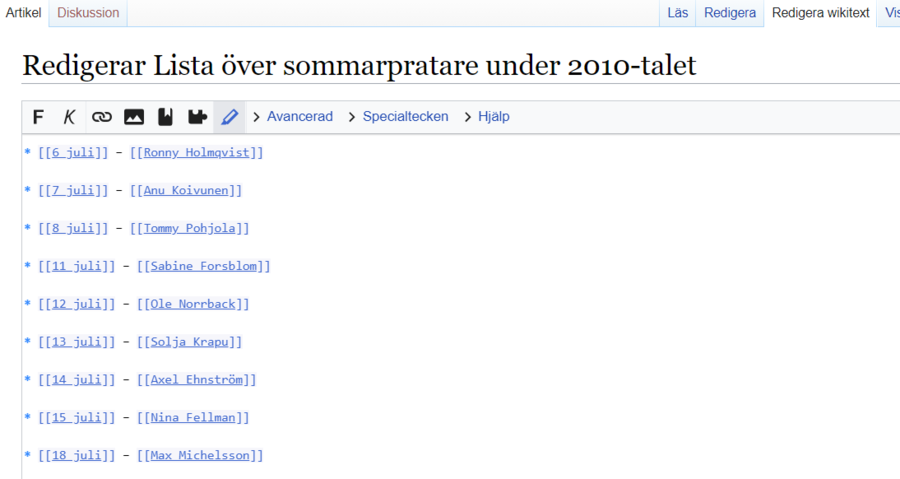 Artikel Diskussion Läs Redigera Redigera wikitext Vis
Redigerar Lista över sommarpratare under 2010-talet
F K Avancerad Specialtecken Hjälp
* [[6 juli]] – [[Ronny Holmqvist]]
* [[7 juli]] – [[Anu Koivunen]]
* [[8 juli]] – [[Tommy Pohjola]]
* [[11 juli]] – [[Sabine Forsblom]]
* [[12 juli]] – [[Ole Norrback]]
* [[13 juli]] – [[Solja Krapu]]
* [[14 juli]] – [[Axel Ehnström]]
* [[15 juli]] – [[Nina Fellman]]
* [[18 juli]] – [[Max Michelsson]]